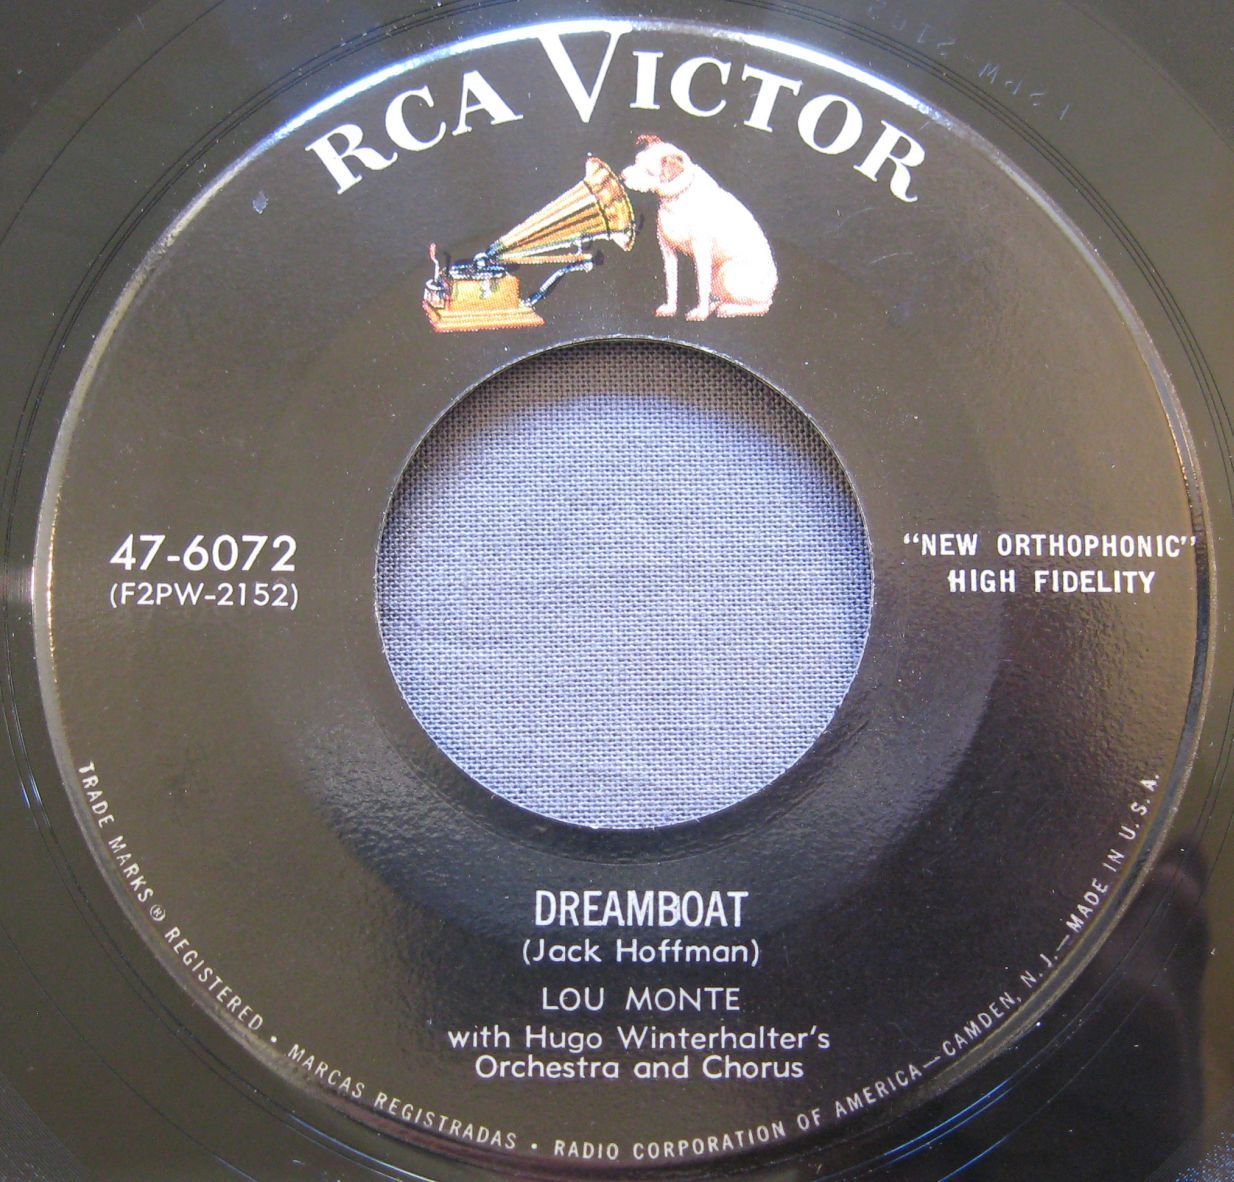 RCA VICTOR
47-6072
(F2PW-2152)
"NEW ORTHOPHONIC"
HIGH FIDELITY
DREAMBOAT
(Jack Hoffman)
LOU MONTE
with Hugo Winterhalter's
Orchestra and Chorus
TRADE MARKS ® REGISTERED • MARCAS REGISTRADAS • RADIO CORPORATION OF AMERICA—CAMDEN, N. J.—MADE IN U. S. A.